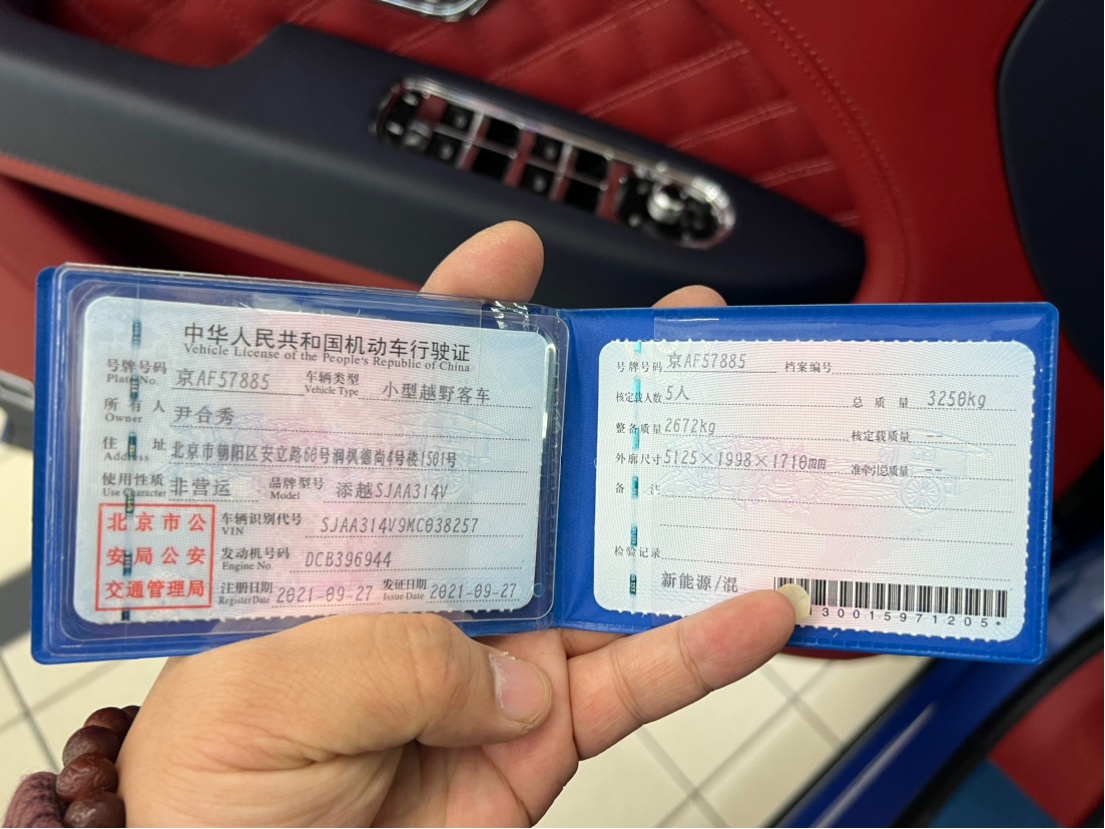 中华人民共和国机动车行驶证
Vehicle License of the People's Republic of China
号牌号码 京AF57885 车辆类型 小型越野客车
Plate No. Vehicle Type
所有人 尹合秀
Owner
住址 北京市朝阳区安立路60号润枫德尚4号楼1501号
Address
使用性质 非营运 品牌型号 添越SJAA314V
Use Character Model
北京市公安局公安交通管理局
车辆识别代号 SJAA314V9MC038257
VIN
发动机号码 DCB396944
Engine No.
注册日期 2021-09-27 发证日期 2021-09-27
Register Date Issue Date
号牌号码 京AF57885 档案编号
核定载人数 5人 总质量 3250kg
整备质量 2672kg 核定载质量 --
外廓尺寸 5125×1998×1710mm 准牵引总质量 --
备注
检验记录
新能源/混
30015971205*